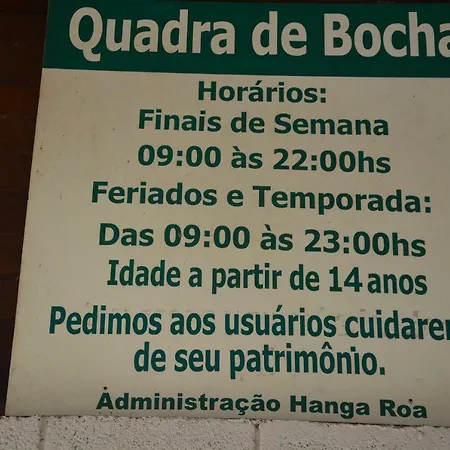 Quadra de Bocha
Horários:
Finais de Semana
09:00 às 22:00hs
Feriados e Temporada:
Das 09:00 às 23:00hs
Idade a partir de 14 anos
Pedimos aos usuários cuidarem
de seu patrimônio.
Administração Hanga Roa